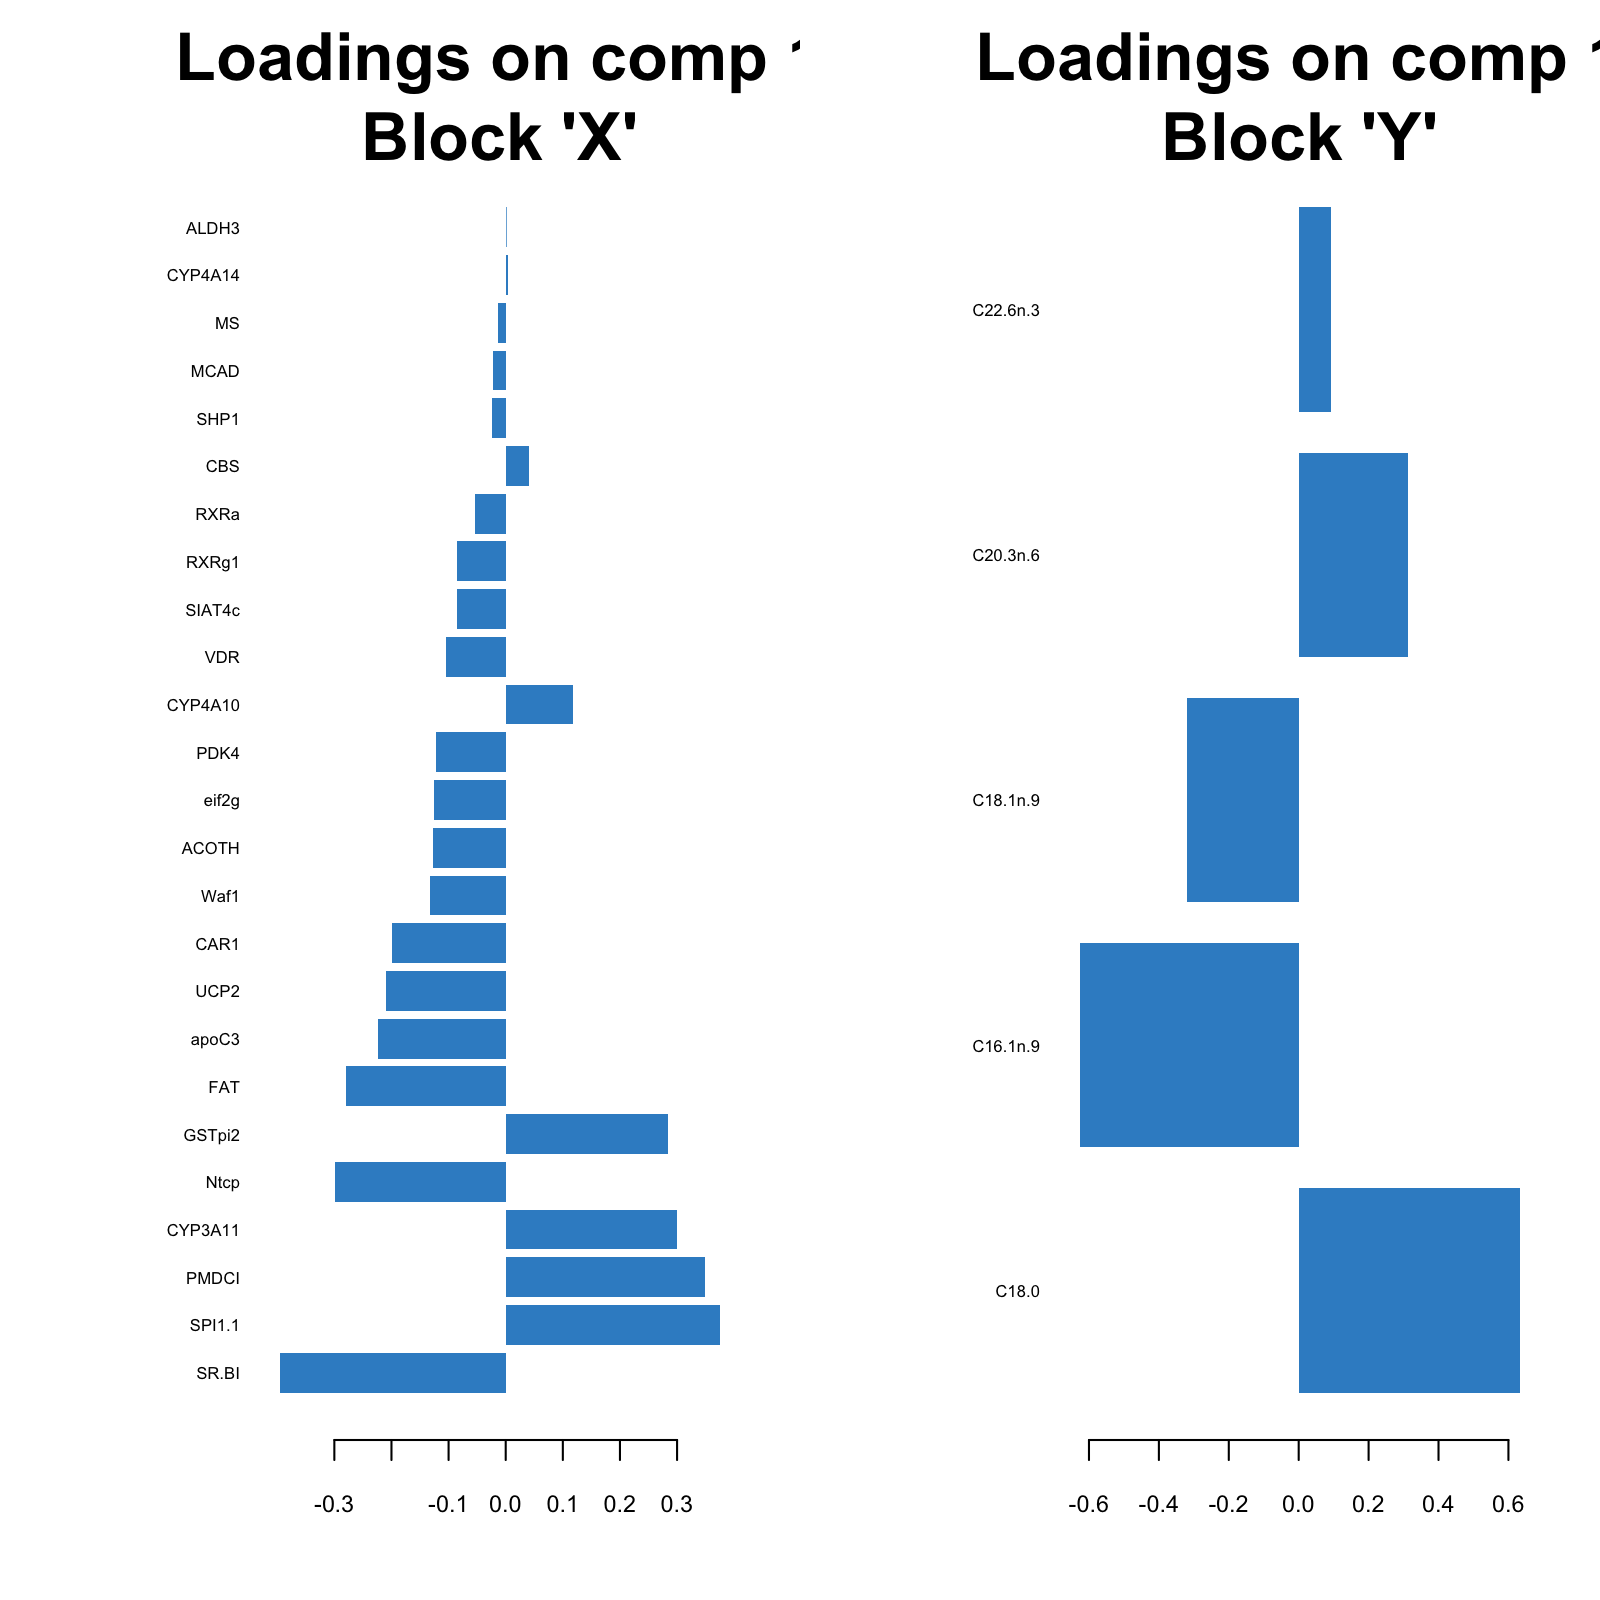 Loadings on comp 1
Block 'X'
ALDH3
CYP4A14
MS
MCAD
SHP1
CBS
RXRa
RXRg1
SIAT4c
VDR
CYP4A10
PDK4
eif2g
ACOTH
Waf1
CAR1
UCP2
apoC3
FAT
GSTpi2
Ntcp
CYP3A11
PMDCI
SPI1.1
SR.BI
-0.3 -0.1 0.0 0.1 0.2 0.3
Loadings on comp 1
Block 'Y'
C22.6n.3
C20.3n.6
C18.1n.9
C16.1n.9
C18.0
-0.6 -0.4 -0.2 0.0 0.2 0.4 0.6